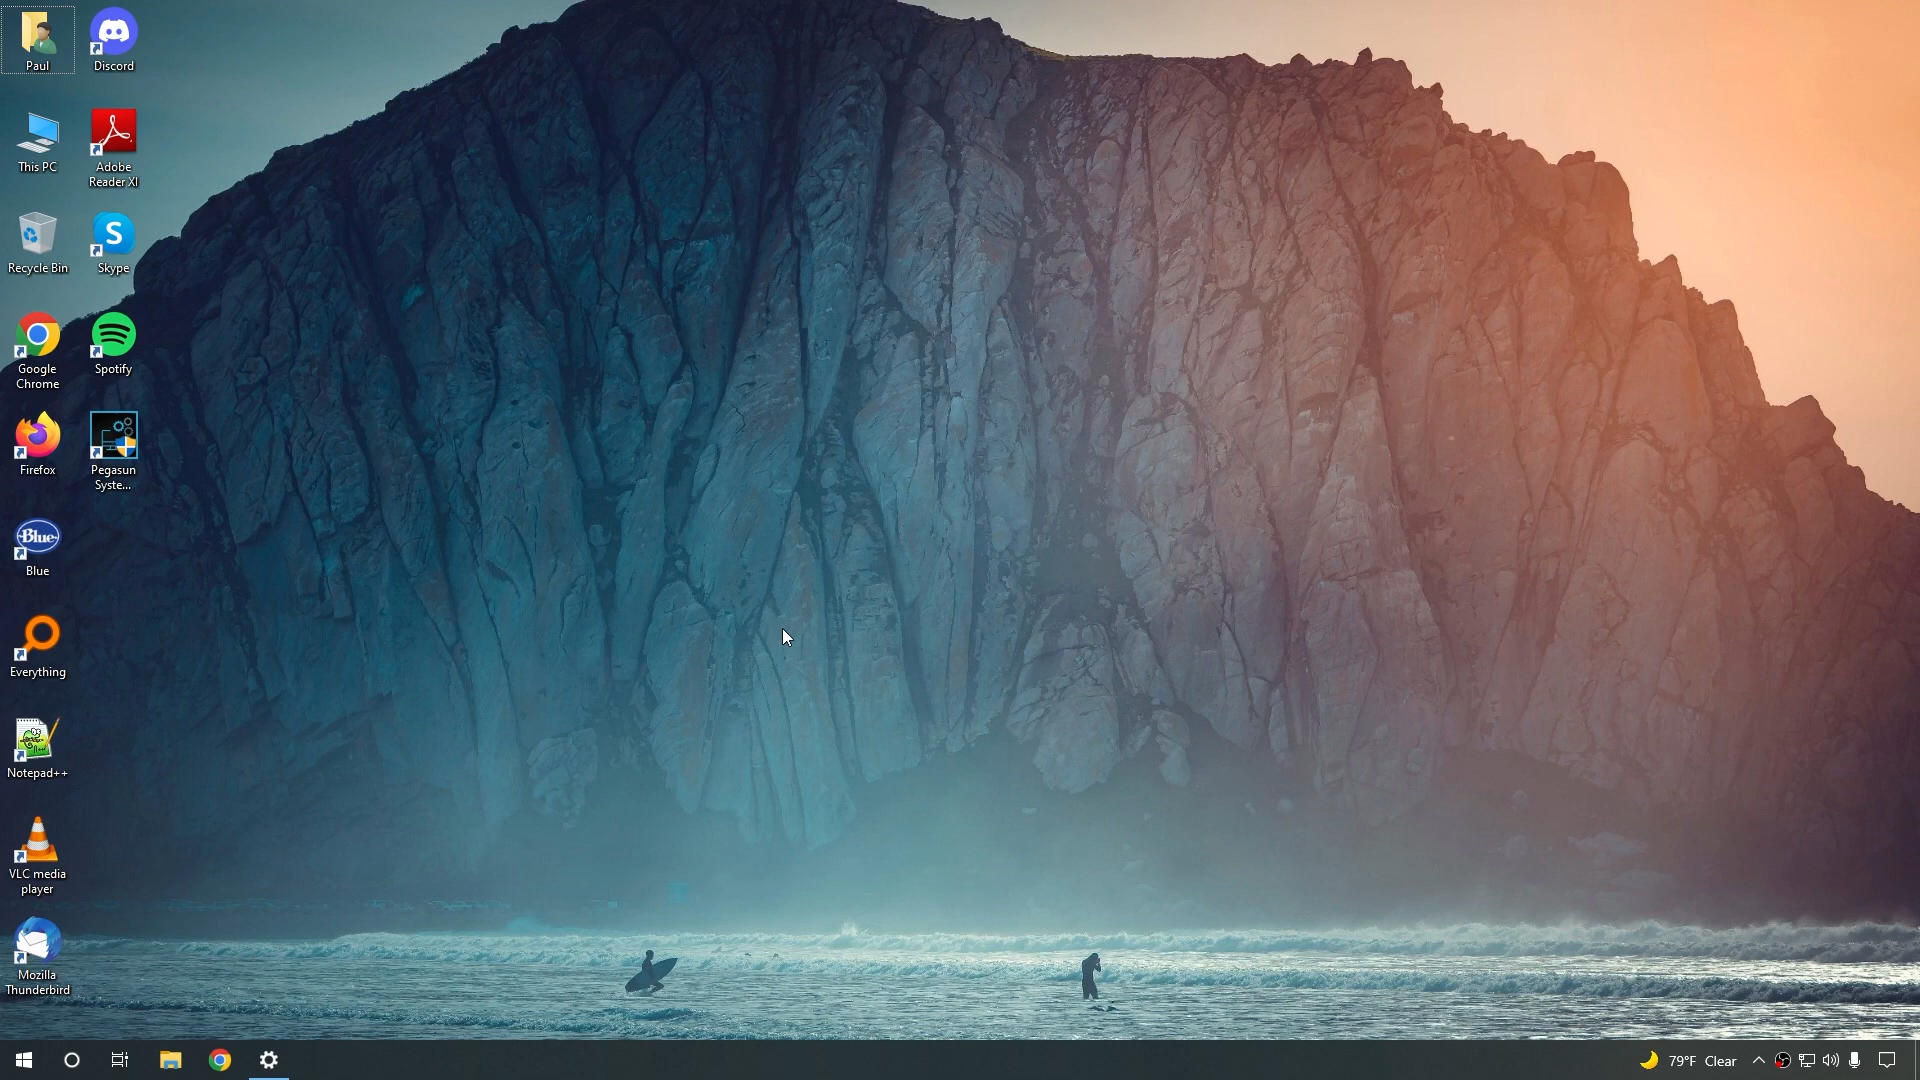 Paul
Discord
This PC
Adobe
Reader XI
Recycle Bin
Skype
Google
Chrome
Spotify
Firefox
Pegasun
Syste...
Blue
Blue
Everything
Notepad++
VLC media
player
Mozilla
Thunderbird
79°F Clear